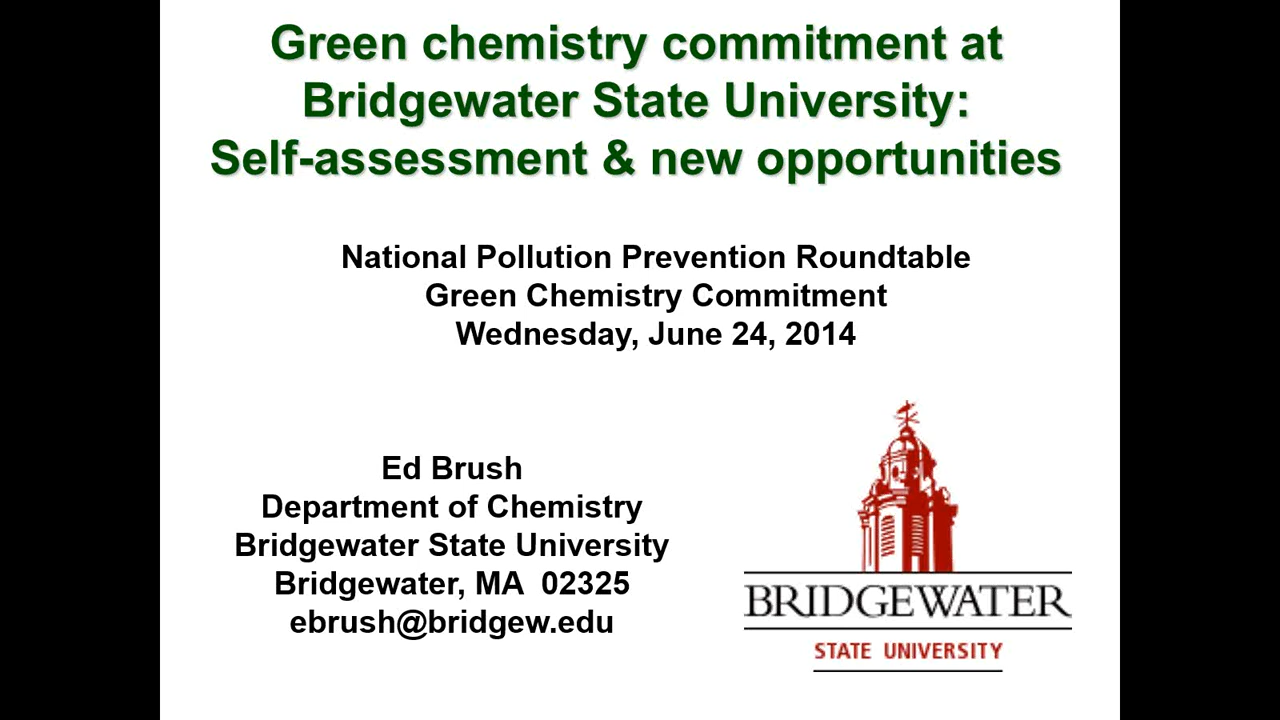 Green chemistry commitment at
Bridgewater State University:
Self-assessment & new opportunities
National Pollution Prevention Roundtable
Green Chemistry Commitment
Wednesday, June 24, 2014
Ed Brush
Department of Chemistry
Bridgewater State University
Bridgewater, MA  02325
ebrush@bridgew.edu
BRIDGEWATER
STATE UNIVERSITY